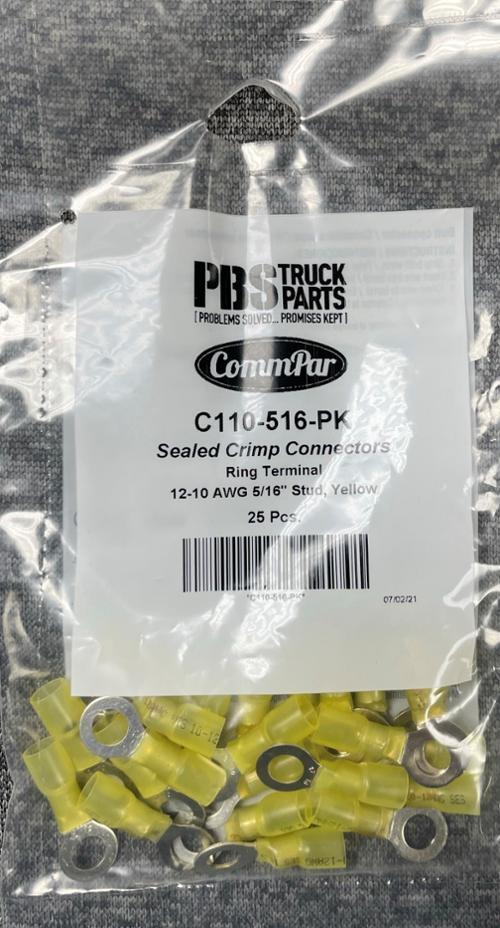 PBS TRUCK PARTS
[PROBLEMS SOLVED... PROMISES KEPT]
CommPar
C110-516-PK
Sealed Crimp Connectors
Ring Terminal
12-10 AWG 5/16" Stud, Yellow
25 Pcs.
*C110-516-PK*
07/02/21